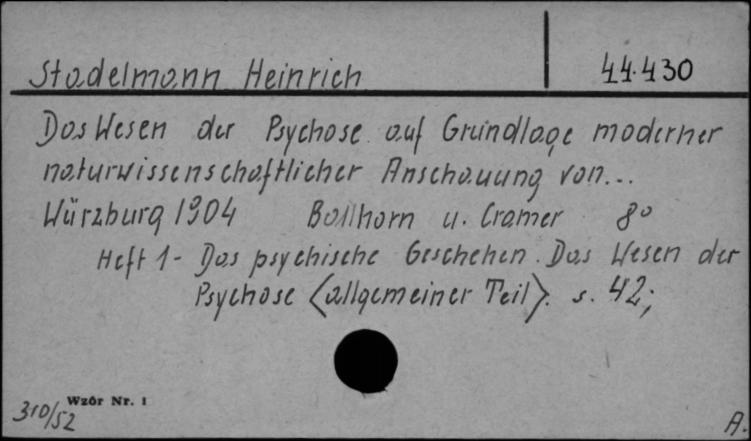 Stadelmann Heinrich
44.430
Das Wesen der Psychose auf Grundlage moderner
naturwissenschaftlicher Anschauung von...
Würzburg 1904 Ballhorn u. Cramer 8°
Heft 1- Das psychische Geschehen. Das Wesen der
Psychose <allgemeiner Teil>. s. 42;
Wzór Nr. 1
310/52
A.